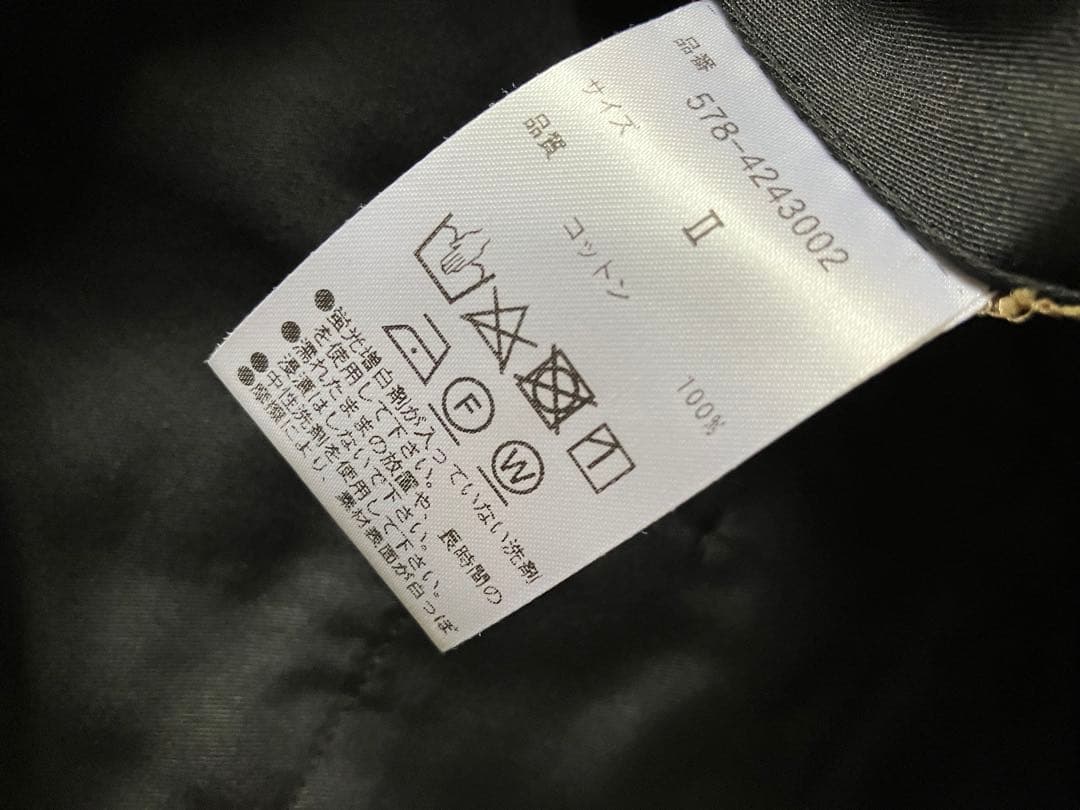 品番 578-4243002
サイズ Ⅱ
品質
コットン 100%
F
W
●蛍光増白剤が入っていない洗剤
を使用して下さい。
●濡れたままの放置や、長時間の
浸漬はしないで下さい。
●中性洗剤を使用して下さい。
●摩擦により、素材表面が白っぽ